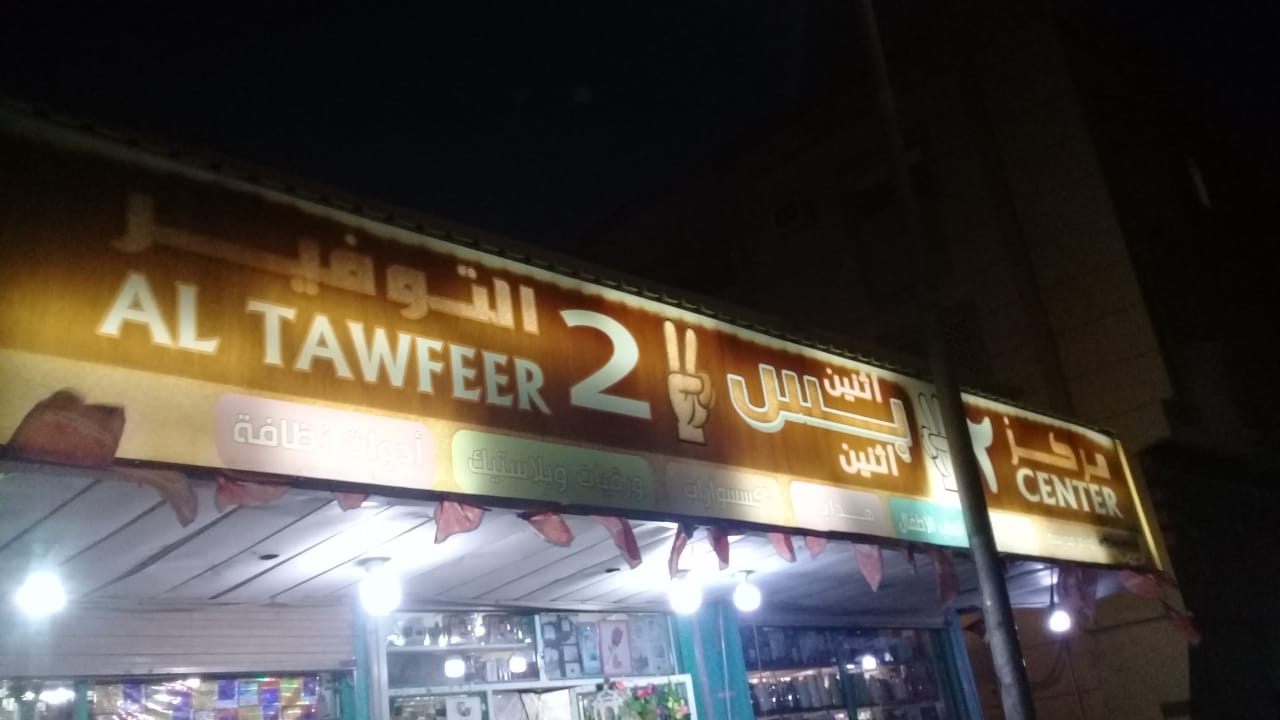 مركز ٢ اثنين بس اثنين التوفير
AL TAWFEER 2 CENTER
أدوات نظافة
ورقيات وبلاستيك
اكسسوارات